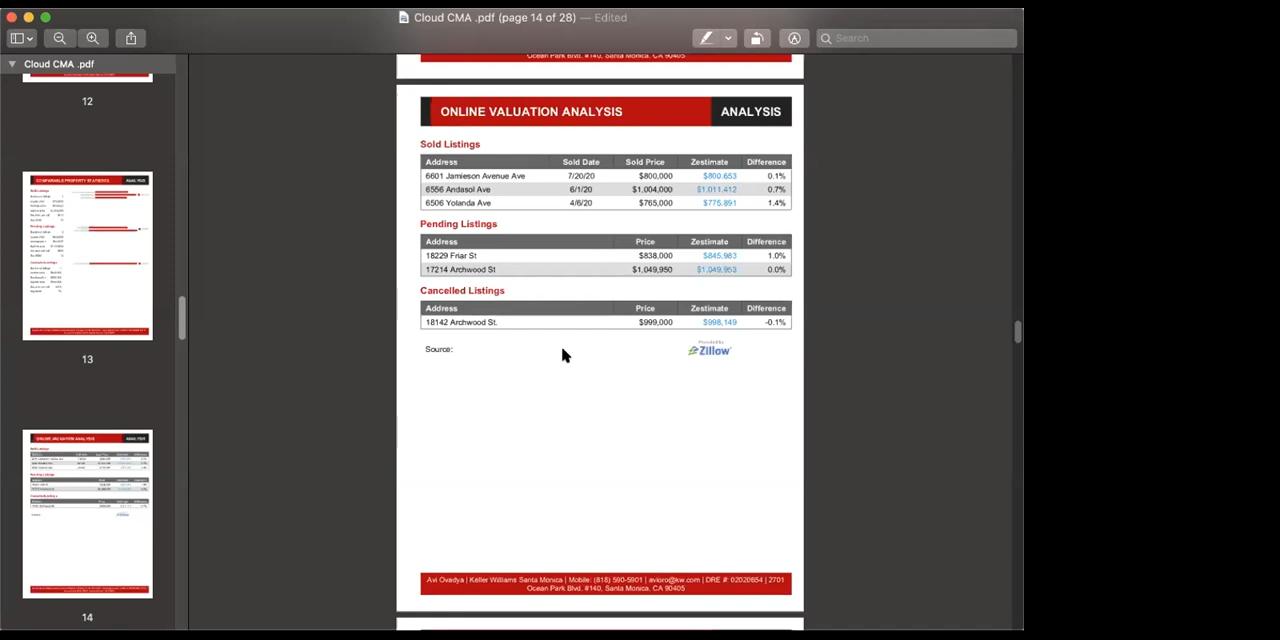 Cloud CMA .pdf (page 14 of 28) — Edited
Search
Cloud CMA .pdf
12
13
14
Ocean Park Blvd. #140, Santa Monica, CA 90405
ONLINE VALUATION ANALYSIS ANALYSIS
Sold Listings
Address Sold Date Sold Price Zestimate Difference
6601 Jamieson Avenue Ave 7/20/20 $800,000 $800,653 0.1%
6556 Andasol Ave 6/1/20 $1,004,000 $1,011,412 0.7%
6506 Yolanda Ave 4/6/20 $765,000 $775,891 1.4%
Pending Listings
Address Price Zestimate Difference
18229 Friar St $838,000 $845,983 1.0%
17214 Archwood St $1,049,950 $1,049,953 0.0%
Cancelled Listings
Address Price Zestimate Difference
18142 Archwood St. $999,000 $998,149 -0.1%
Source:
Provided by
Zillow
Avi Ovadya | Keller Williams Santa Monica | Mobile: (818) 590-5901 | avioro@kw.com | DRE #: 02020654 | 2701
Ocean Park Blvd. #140, Santa Monica, CA 90405